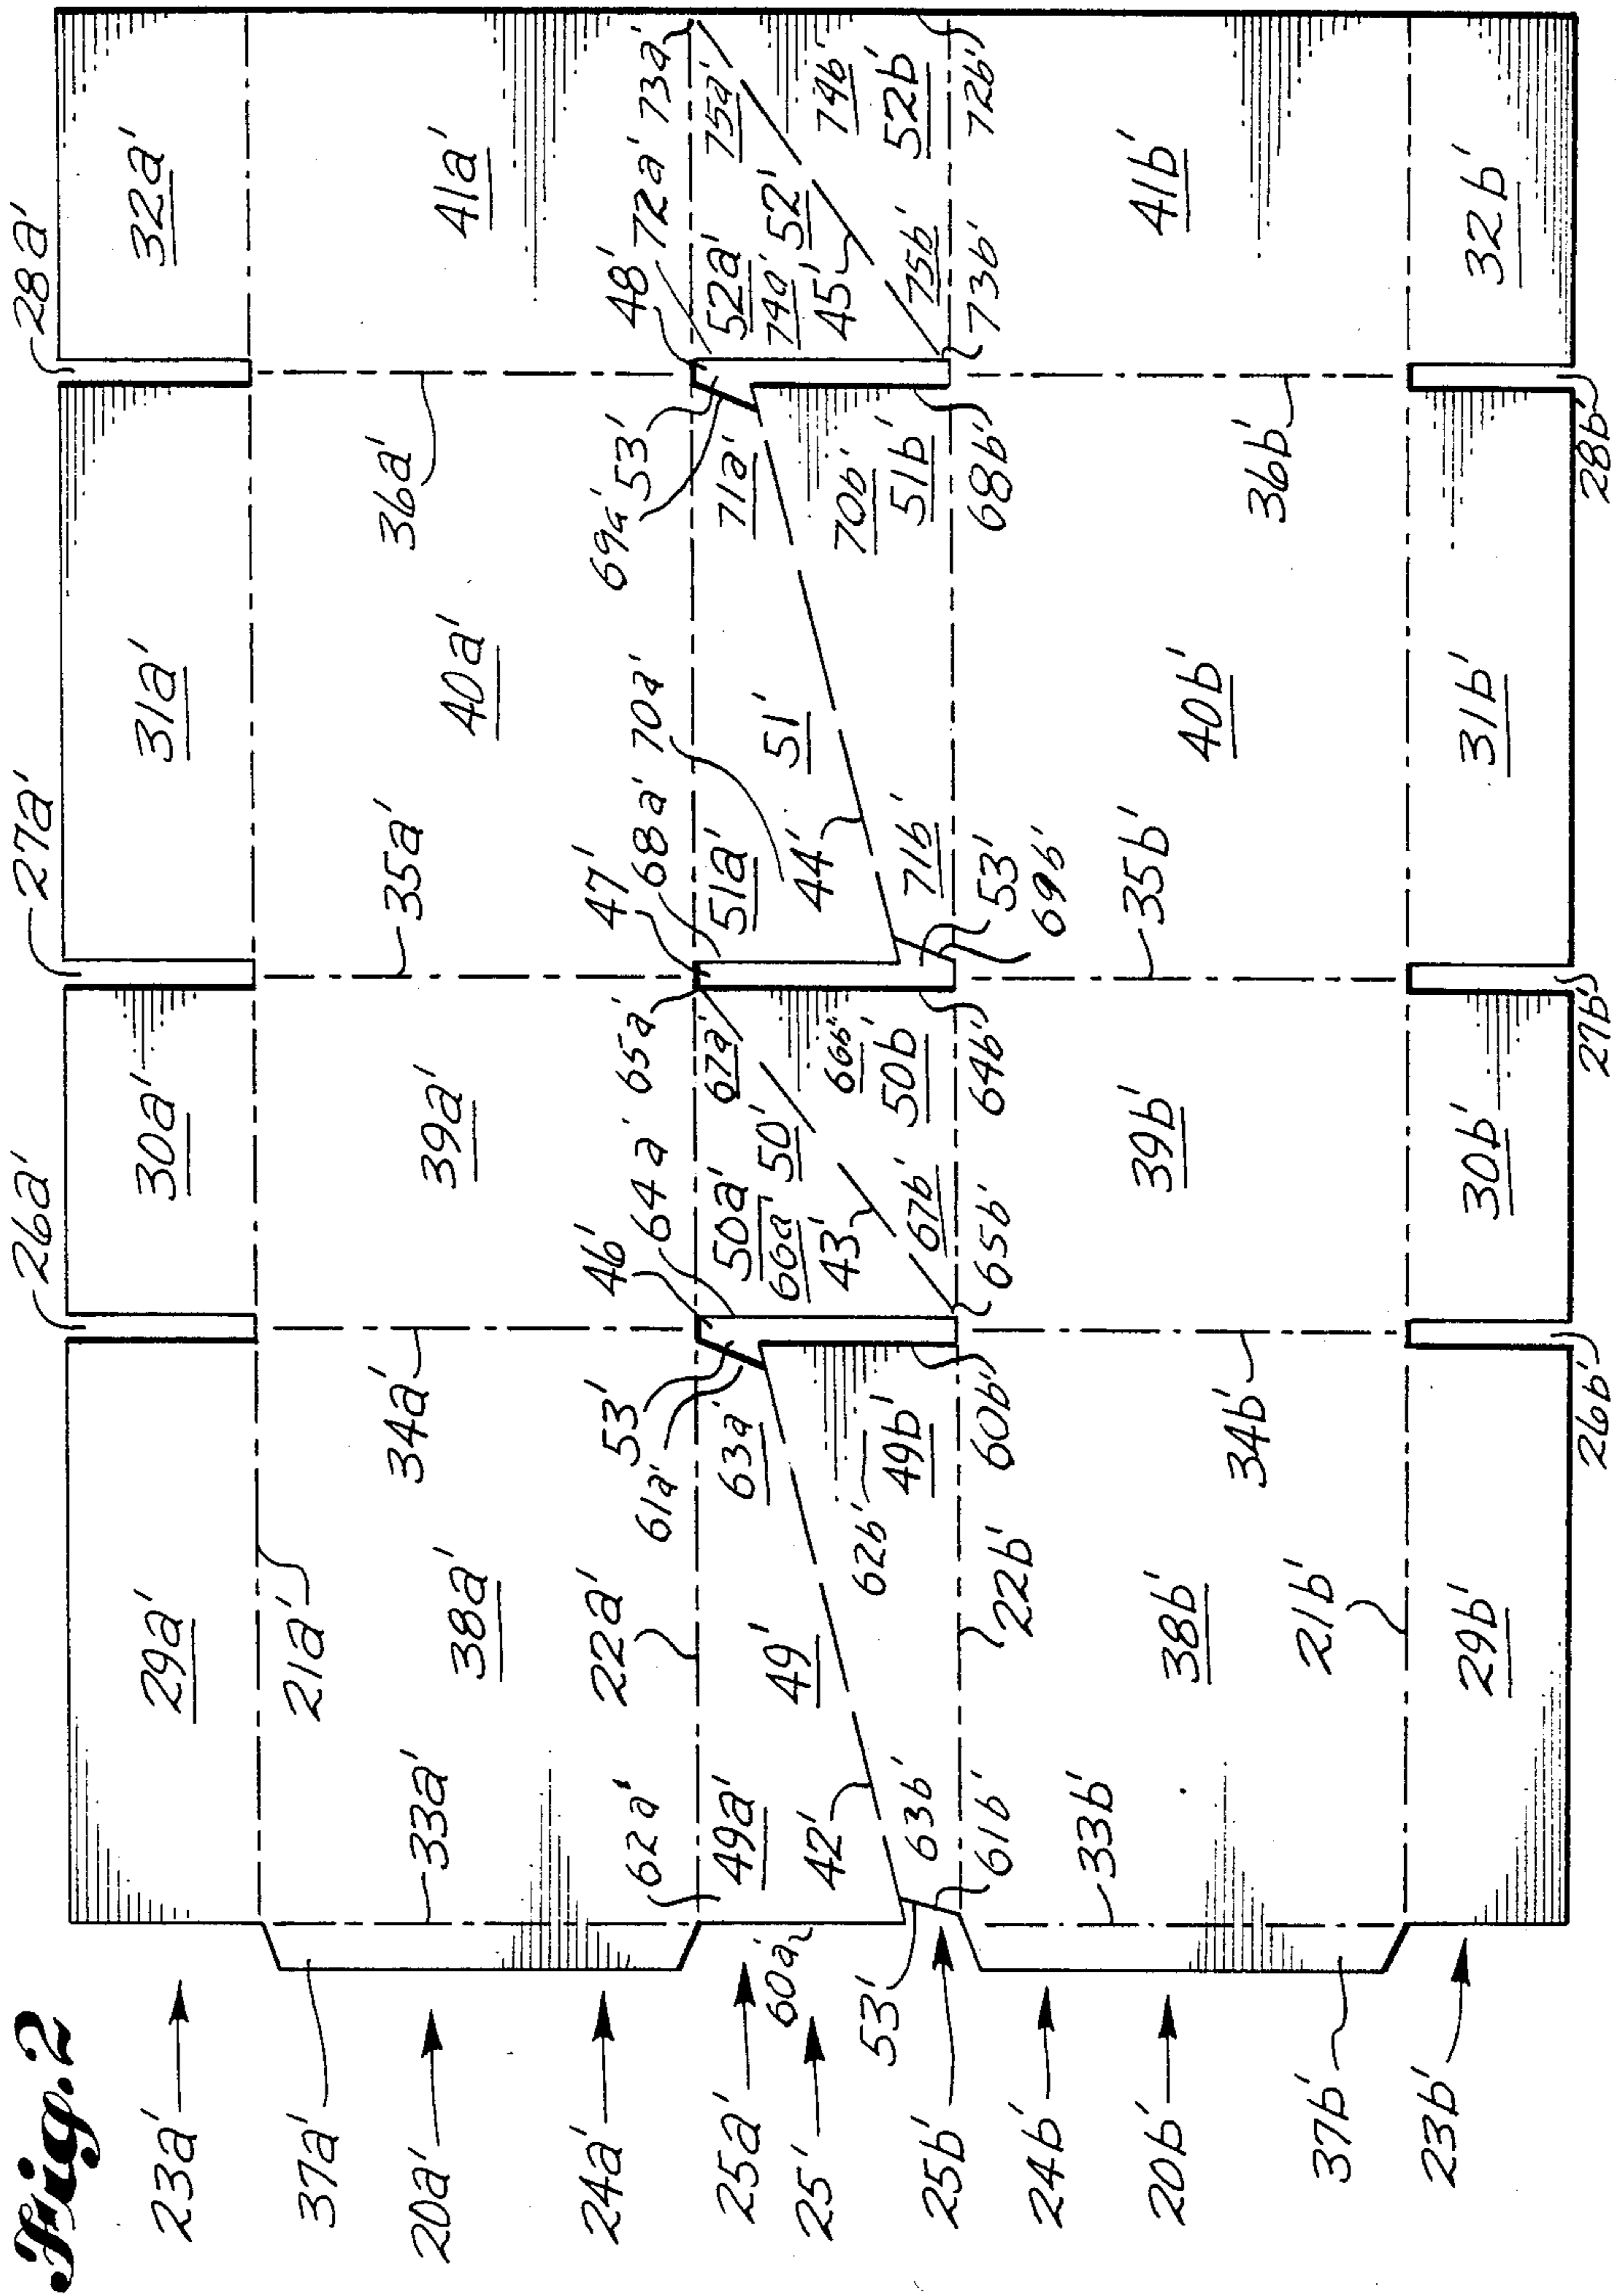 Fig.2
23a'
37a'
20a'
24a'
25a'
60a'
25'
53'
25b'
24b'
20b'
37b'
23b'
29a'
21a'
33a'
38a'
22a'
62a'
49a'
42'
49'
63b'
61b'
22b'
33b'
38b'
21b'
29b'
26a'
34a'
53'
61a'
63a'
62b'
49b'
60b'
34b'
26b'
30a'
39a'
46'
64a'
65a'
50a'
66a'
43'
50'
67a'
66b'
50b'
67b'
65b'
64b'
39b'
30b'
27a'
35a'
47'
68a'
70a'
51a'
44'
51'
71b'
53'
69b'
35b'
27b'
31a'
40a'
40b'
31b'
36a'
69a'
53'
71a'
70b'
51b'
68b'
36b'
28b'
28a'
32a'
41a'
48'
72a'
73a'
52a'
74a'
45'
52'
75a'
74b'
52b'
75b'
73b'
72b'
41b'
32b'